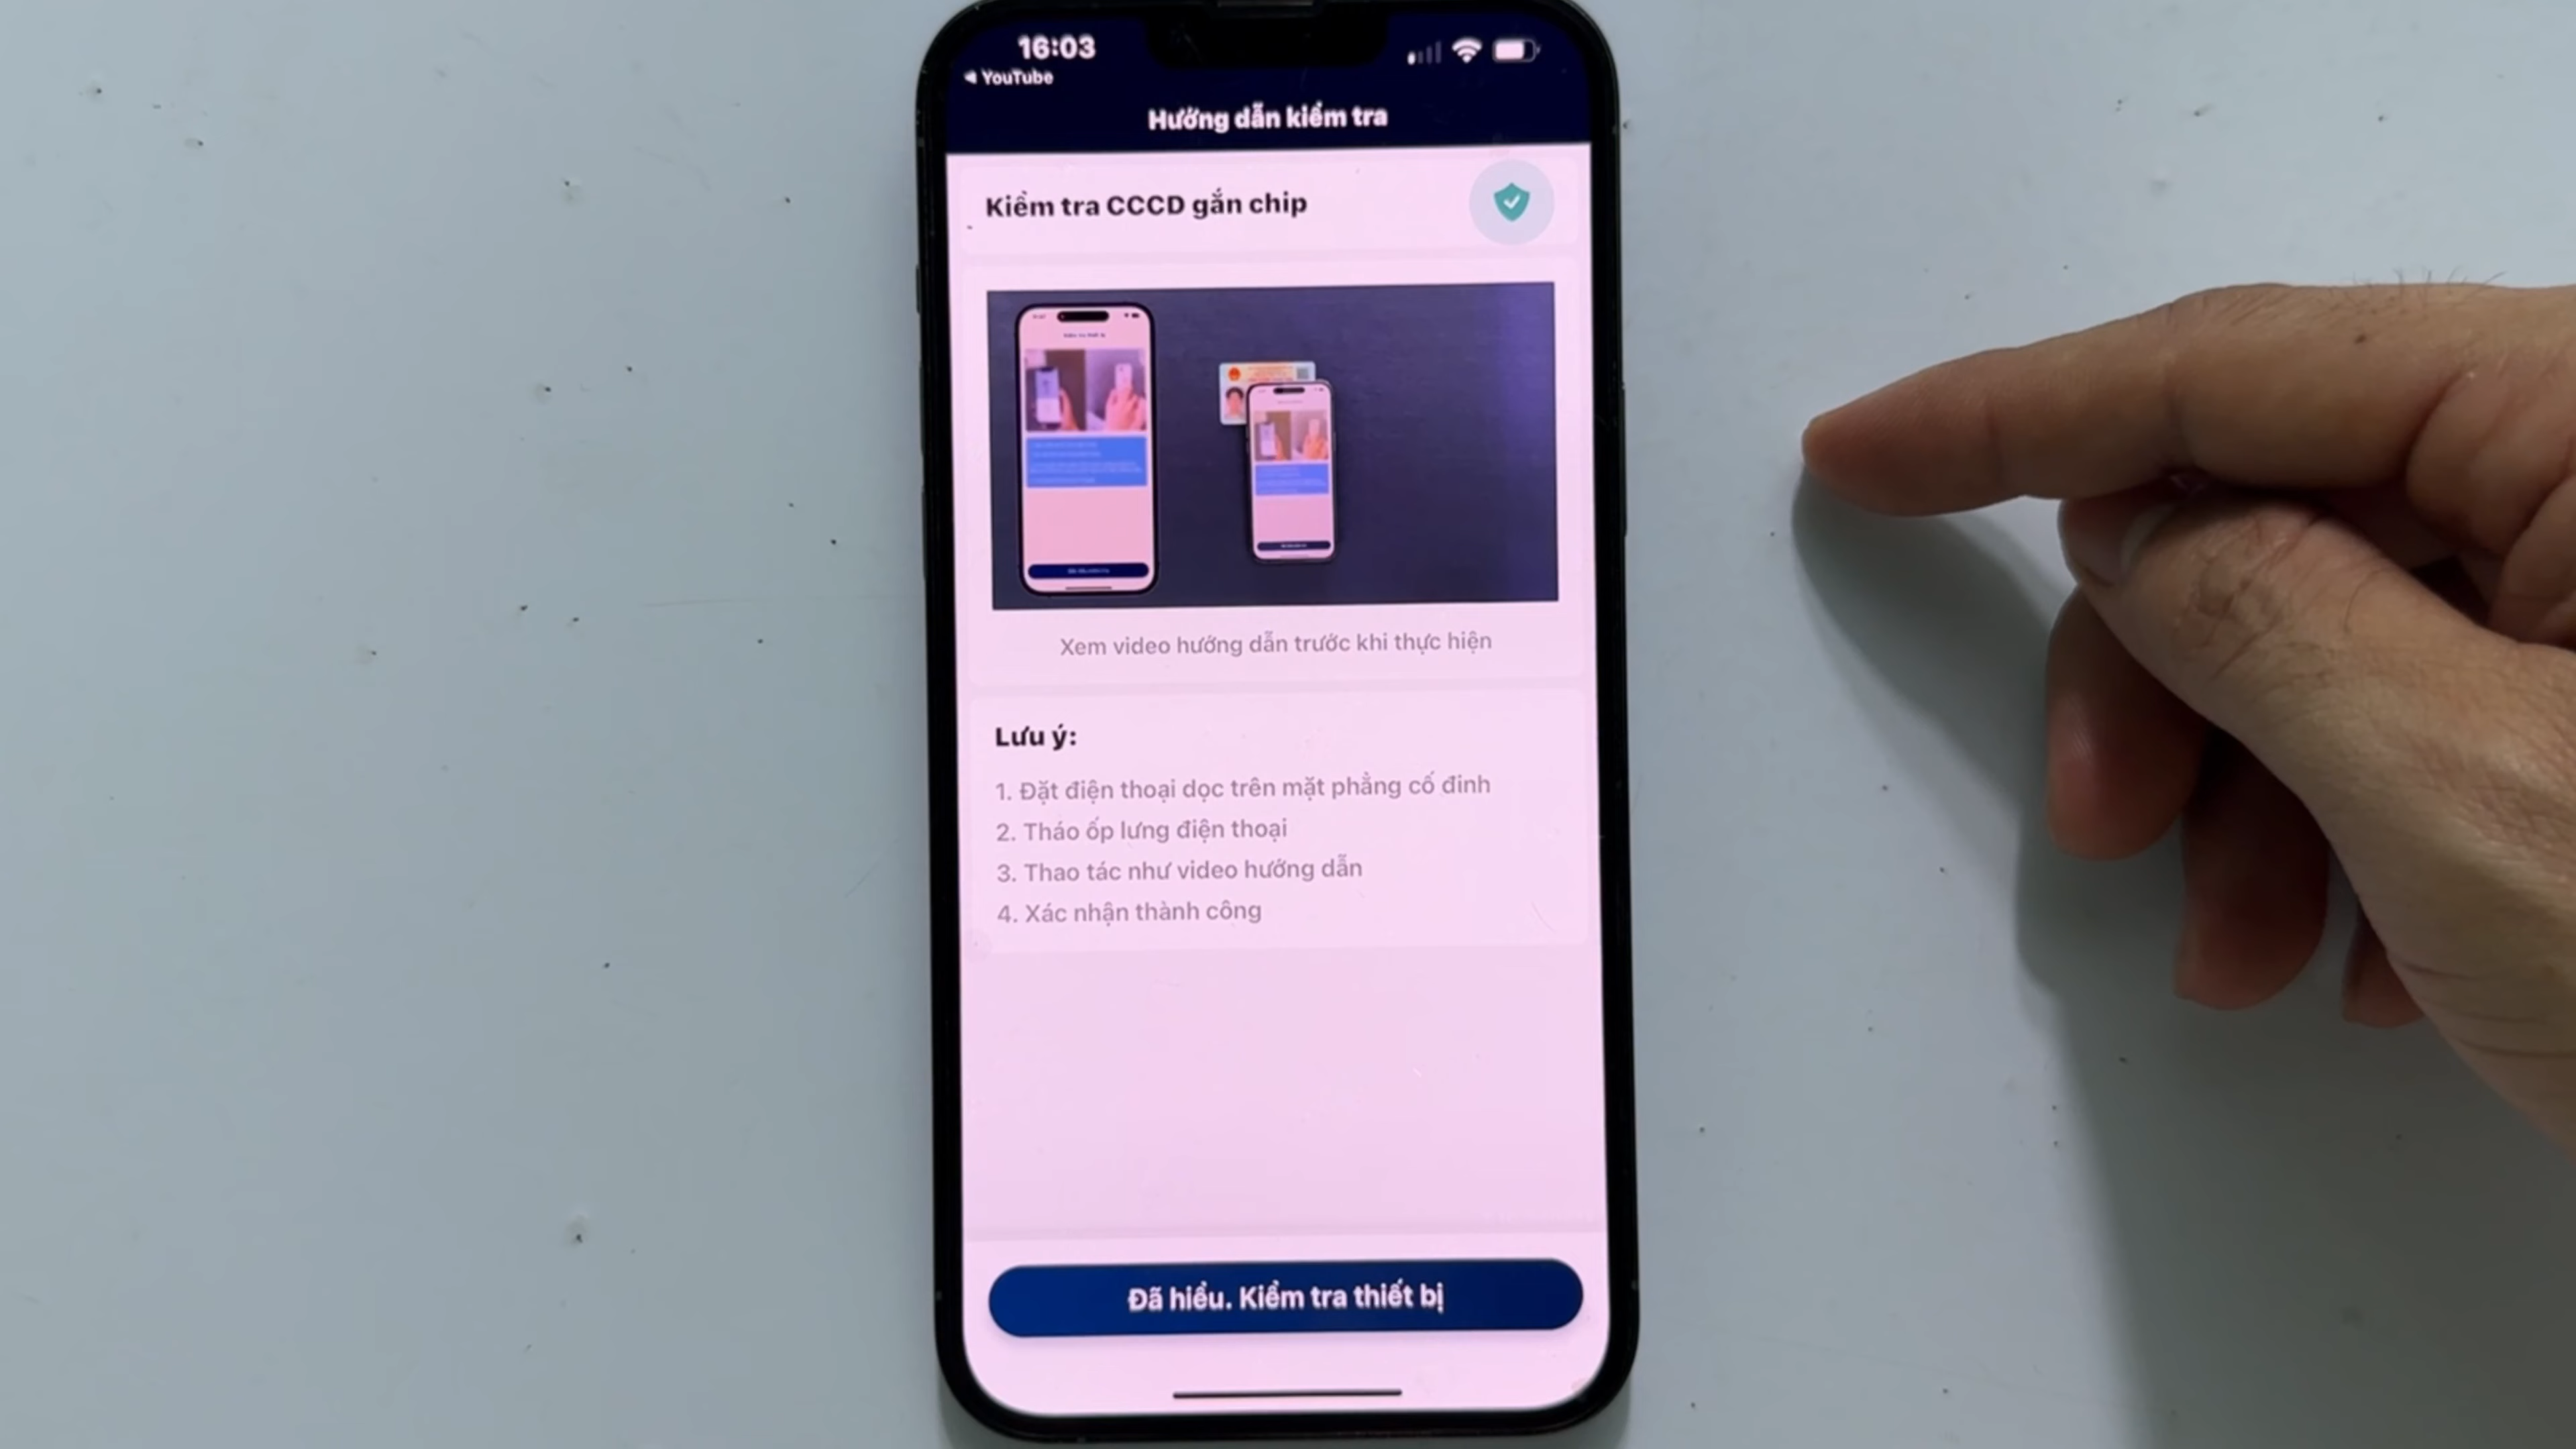 16:03
YouTube
Hướng dẫn kiểm tra
Kiểm tra CCCD gắn chip
Xem video hướng dẫn trước khi thực hiện
Lưu ý:
1. Đặt điện thoại dọc trên mặt phẳng cố đinh
2. Tháo ốp lưng điện thoại
3. Thao tác như video hướng dẫn
4. Xác nhận thành công
Đã hiểu. Kiểm tra thiết bị